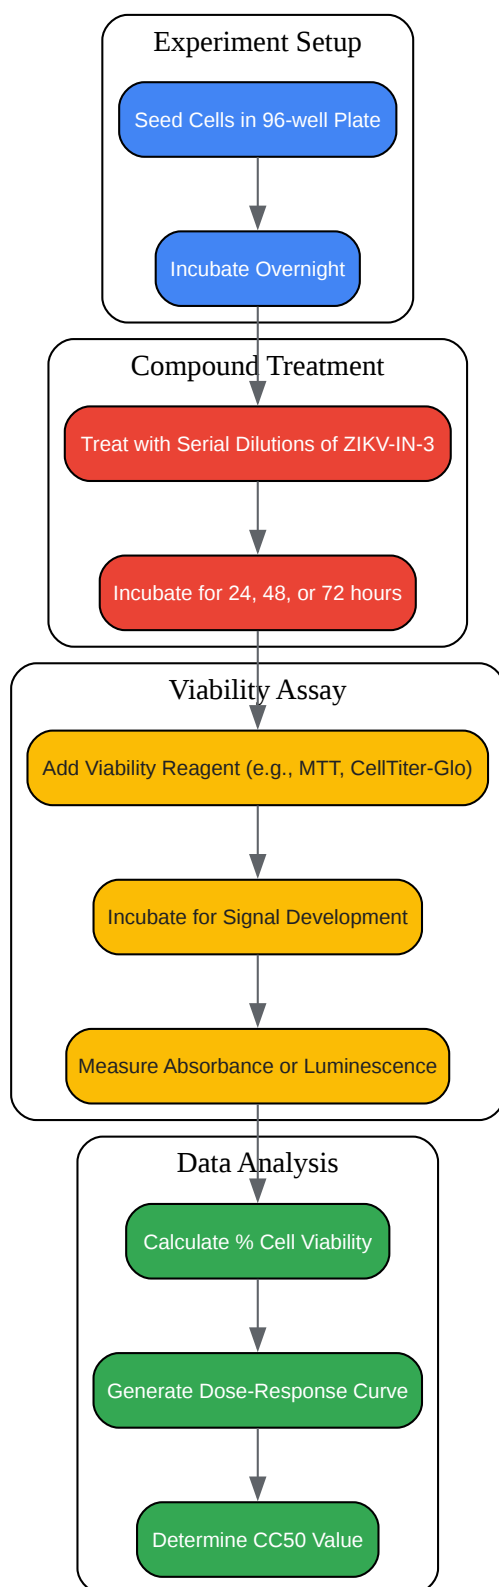 Experiment Setup
Seed Cells in 96-well Plate
Incubate Overnight
Compound Treatment
Treat with Serial Dilutions of ZIKV-IN-3
Incubate for 24, 48, or 72 hours
Viability Assay
Add Viability Reagent (e.g., MTT, CellTiter-Glo)
Incubate for Signal Development
Measure Absorbance or Luminescence
Data Analysis
Calculate % Cell Viability
Generate Dose-Response Curve
Determine CC50 Value